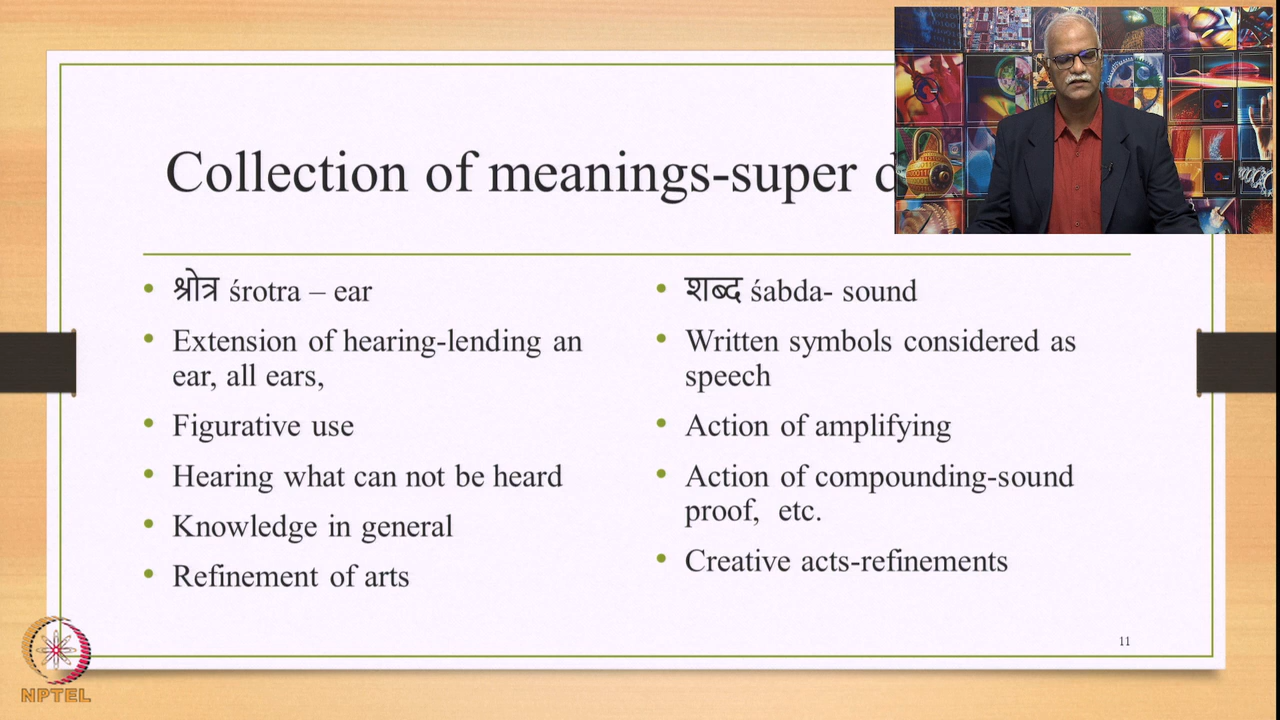 Collection of meanings-super
• श्रोत्र śrotra – ear
• Extension of hearing-lending an
ear, all ears,
• Figurative use
• Hearing what can not be heard
• Knowledge in general
• Refinement of arts
• शब्द śabda- sound
• Written symbols considered as
speech
• Action of amplifying
• Action of compounding-sound
proof, etc.
• Creative acts-refinements
11
NPTEL